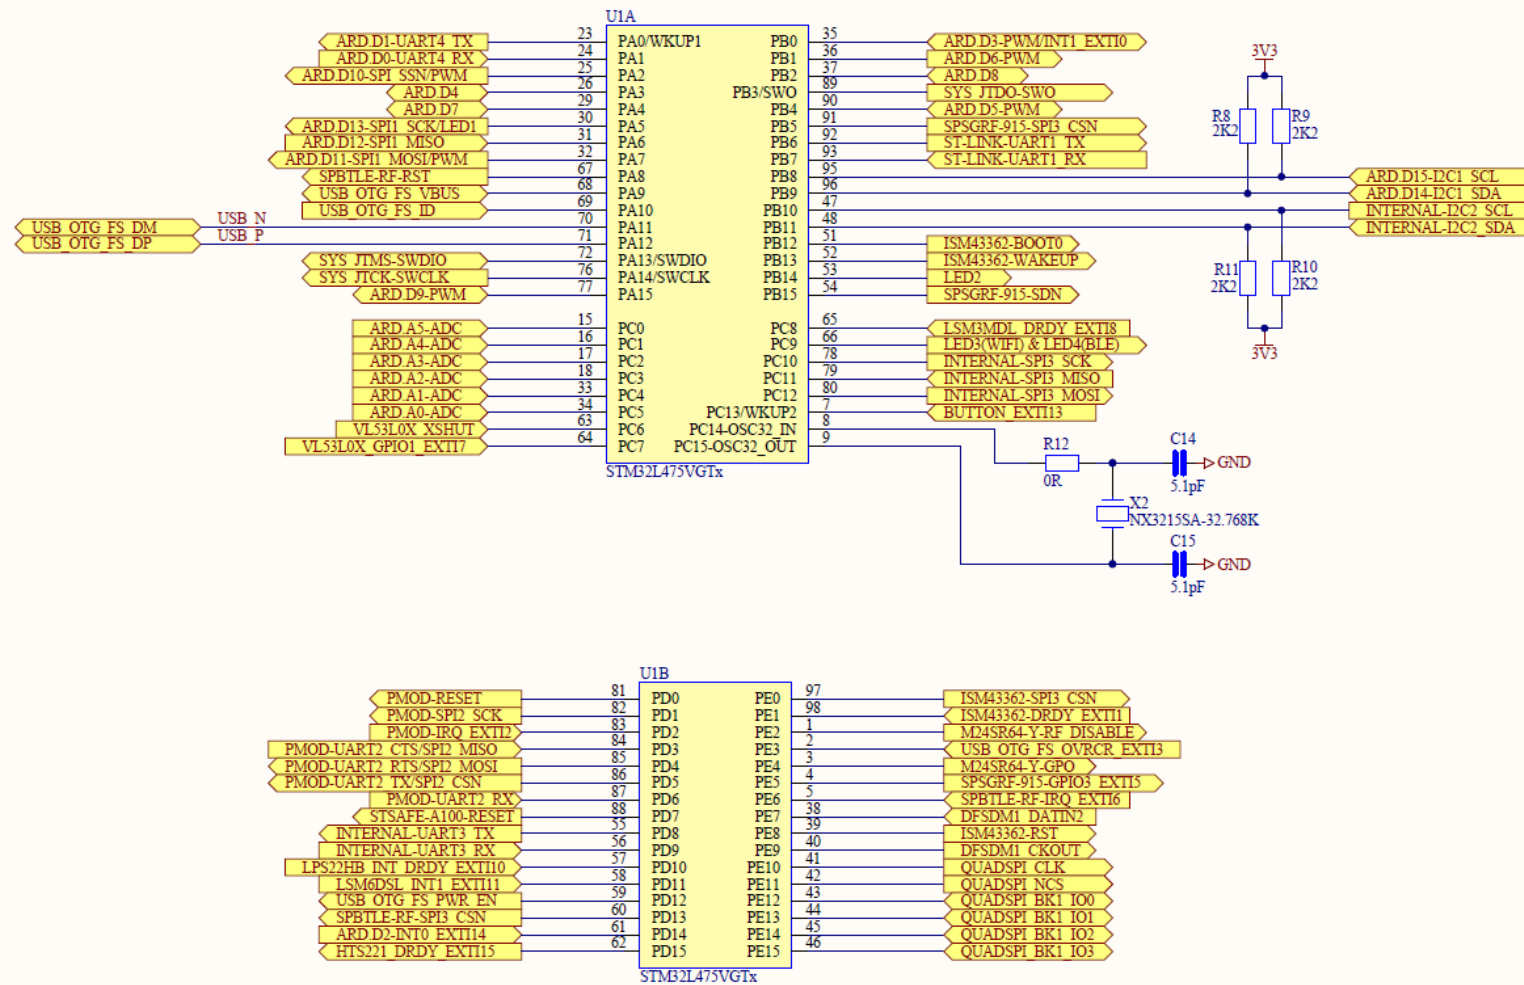 U1A
ARD.D1-UART4_TX 23 PA0/WKUP1 PB0 35 ARD.D3-PWM/INT1_EXTI0
ARD.D0-UART4_RX 24 PA1 PB1 36 ARD.D6-PWM
ARD.D10-SPI_SSN/PWM 25 PA2 PB2 37 ARD.D8
ARD.D4 26 PA3 PB3/SWO 89 SYS_JTDO-SWO
ARD.D7 29 PA4 PB4 90 ARD.D5-PWM
ARD.D13-SPI1_SCK/LED1 30 PA5 PB5 91 SPSGRF-915-SPI3_CSN
ARD.D12-SPI1_MISO 31 PA6 PB6 92 ST-LINK-UART1_TX
ARD.D11-SPI1_MOSI/PWM 32 PA7 PB7 93 ST-LINK-UART1_RX
SPBTLE-RF-RST 67 PA8 PB8 95 ARD.D15-I2C1_SCL
USB_OTG_FS_VBUS 68 PA9 PB9 96 ARD.D14-I2C1_SDA
USB_OTG_FS_ID 69 PA10 PB10 47 INTERNAL-I2C2_SCL
USB_OTG_FS_DM USB_N 70 PA11 PB11 48 INTERNAL-I2C2_SDA
USB_OTG_FS_DP USB_P 71 PA12 PB12 51 ISM43362-BOOT0
SYS_JTMS-SWDIO 72 PA13/SWDIO PB13 52 ISM43362-WAKEUP
SYS_JTCK-SWCLK 76 PA14/SWCLK PB14 53 LED2
ARD.D9-PWM 77 PA15 PB15 54 SPSGRF-915-SDN
ARD.A5-ADC 15 PC0 PC8 65 LSM3MDL_DRDY_EXTI8
ARD.A4-ADC 16 PC1 PC9 66 LED3(WIFI) & LED4(BLE)
ARD.A3-ADC 17 PC2 PC10 78 INTERNAL-SPI3_SCK
ARD.A2-ADC 18 PC3 PC11 79 INTERNAL-SPI3_MISO
ARD.A1-ADC 33 PC4 PC12 80 INTERNAL-SPI3_MOSI
ARD.A0-ADC 34 PC5 PC13/WKUP2 7 BUTTON_EXTI13
VL53L0X_XSHUT 63 PC6 PC14-OSC32_IN 8
VL53L0X_GPIO1_EXTI7 64 PC7 PC15-OSC32_OUT 9
STM32L475VGTx
3V3
R8
2K2
R9
2K2
R11
2K2
R10
2K2
3V3
R12
0R
C14
GND
5.1pF
X2
NX3215SA-32.768K
C15
GND
5.1pF
U1B
PMOD-RESET 81 PD0 PE0 97 ISM43362-SPI3_CSN
PMOD-SPI2_SCK 82 PD1 PE1 98 ISM43362-DRDY_EXTI1
PMOD-IRQ_EXTI2 83 PD2 PE2 1 M24SR64-Y-RF_DISABLE
PMOD-UART2_CTS/SPI2_MISO 84 PD3 PE3 2 USB_OTG_FS_OVRCR_EXTI3
PMOD-UART2_RTS/SPI2_MOSI 85 PD4 PE4 3 M24SR64-Y-GPO
PMOD-UART2_TX/SPI2_CSN 86 PD5 PE5 4 SPSGRF-915-GPIO3_EXTI5
PMOD-UART2_RX 87 PD6 PE6 5 SPBTLE-RF-IRQ_EXTI6
STSAFE-A100-RESET 88 PD7 PE7 38 DFSDM1_DATIN2
INTERNAL-UART3_TX 55 PD8 PE8 39 ISM43362-RST
INTERNAL-UART3_RX 56 PD9 PE9 40 DFSDM1_CKOUT
LPS22HB_INT_DRDY_EXTI10 57 PD10 PE10 41 QUADSPI_CLK
LSM6DSL_INT1_EXTI11 58 PD11 PE11 42 QUADSPI_NCS
USB_OTG_FS_PWR_EN 59 PD12 PE12 43 QUADSPI_BK1_IO0
SPBTLE-RF-SPI3_CSN 60 PD13 PE13 44 QUADSPI_BK1_IO1
ARD.D2-INT0_EXTI14 61 PD14 PE14 45 QUADSPI_BK1_IO2
HTS221_DRDY_EXTI15 62 PD15 PE15 46 QUADSPI_BK1_IO3
STM32L475VGTx